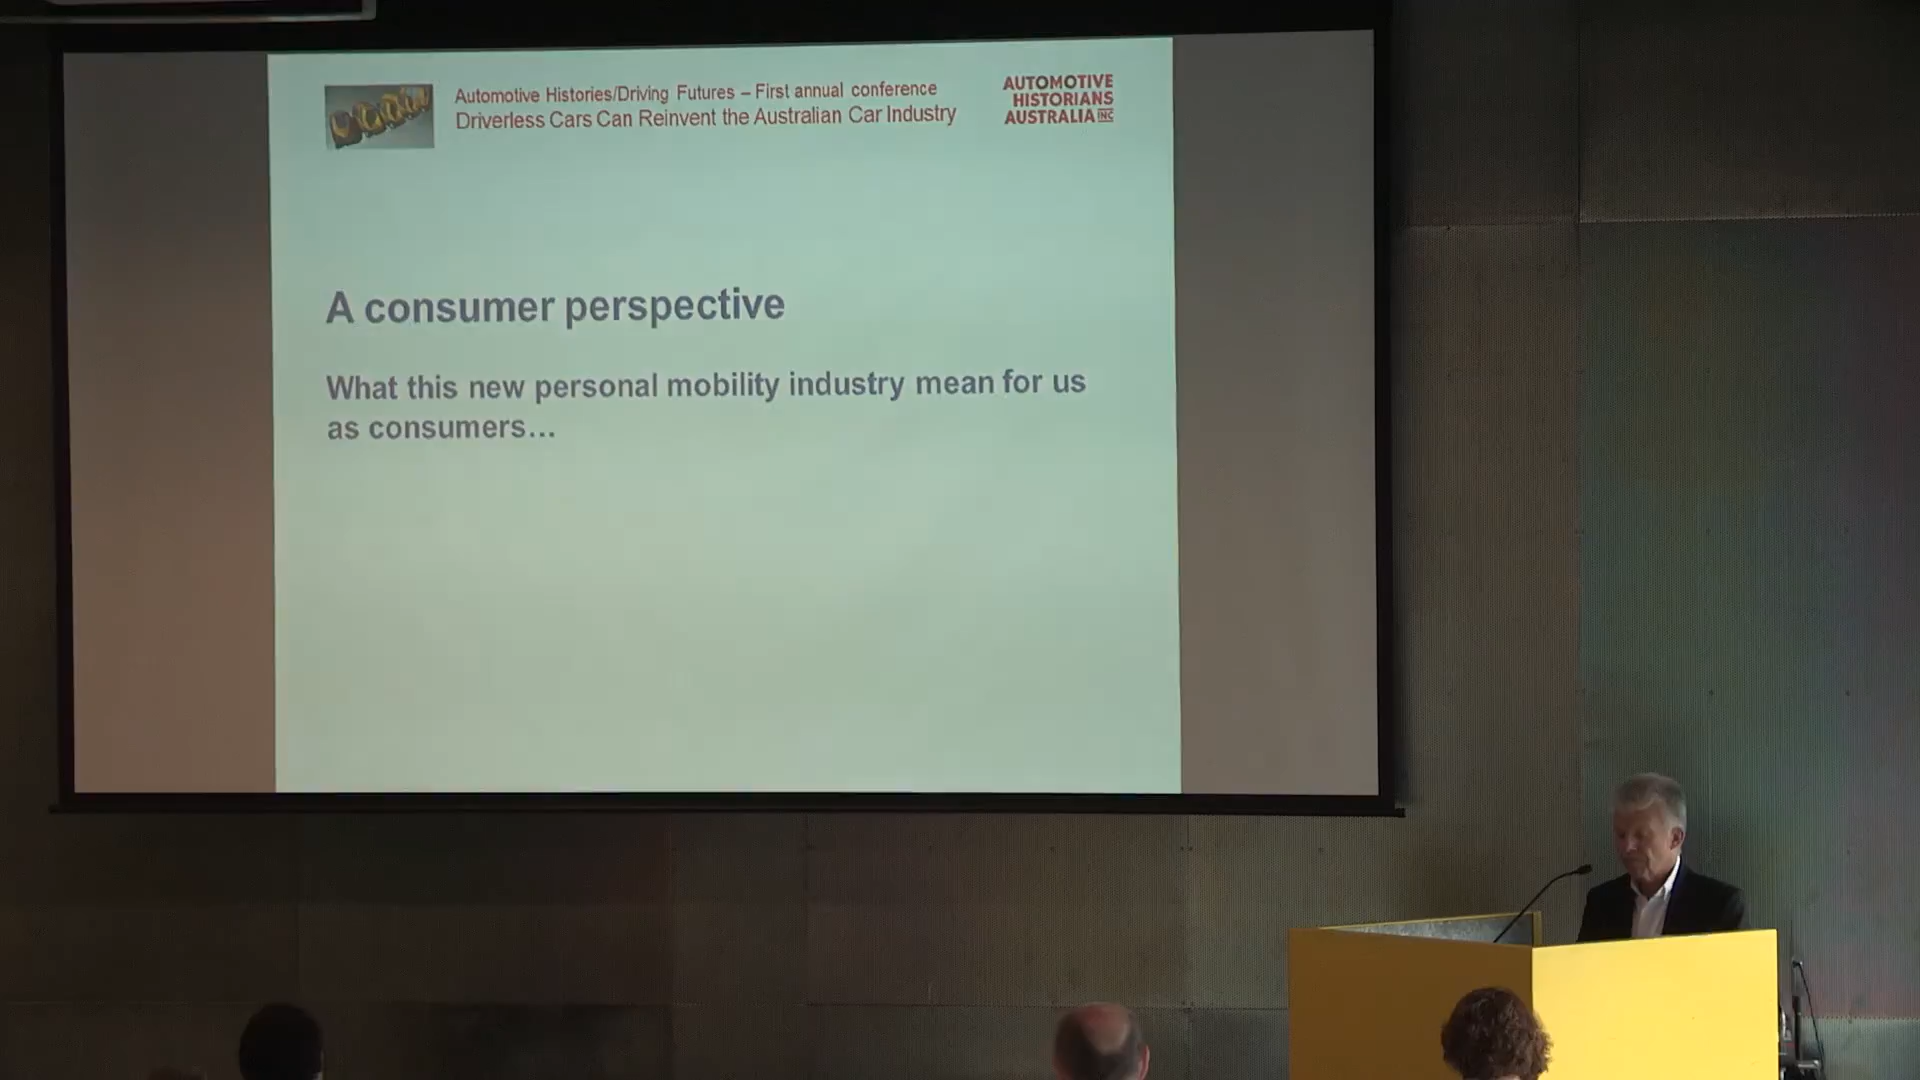 Automotive Histories/Driving Futures – First annual conference
Driverless Cars Can Reinvent the Australian Car Industry
AUTOMOTIVE
HISTORIANS
AUSTRALIA INC
A consumer perspective
What this new personal mobility industry mean for us
as consumers...